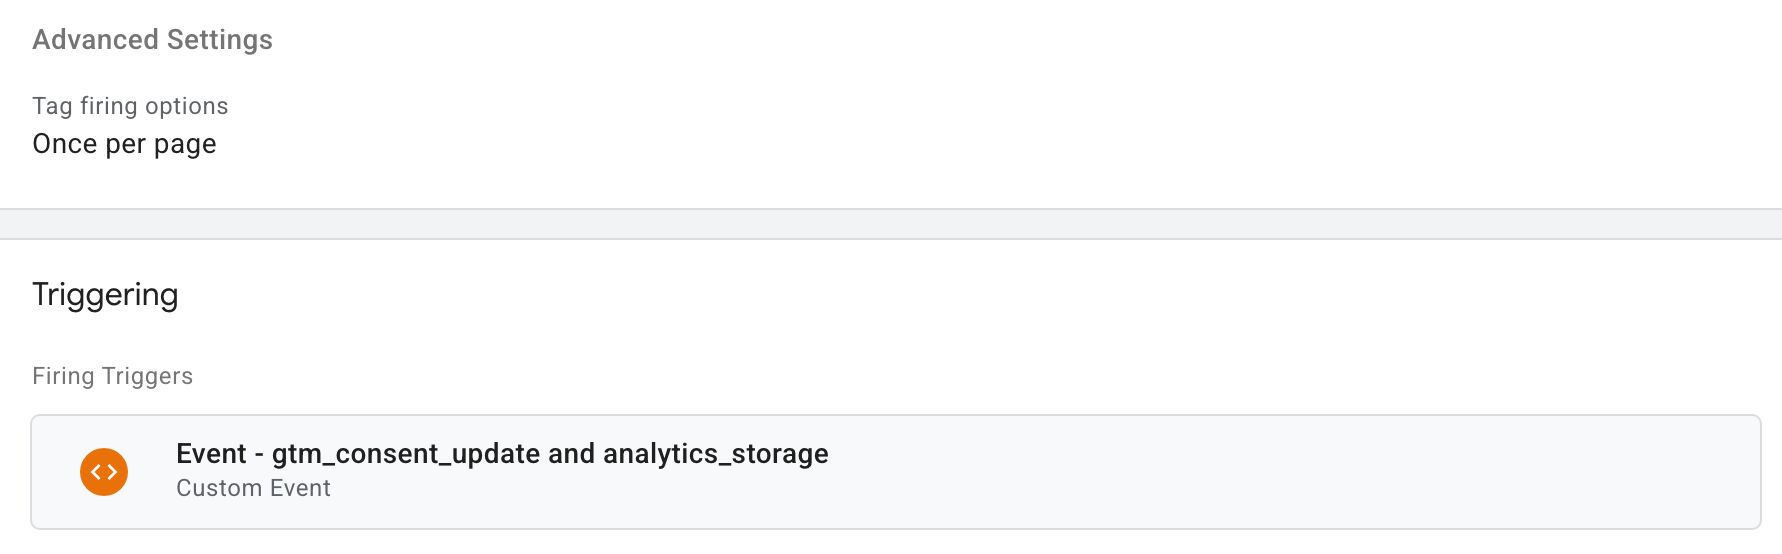 Advanced Settings
Tag firing options
Once per page
Triggering
Firing Triggers
Event - gtm_consent_update and analytics_storage
Custom Event